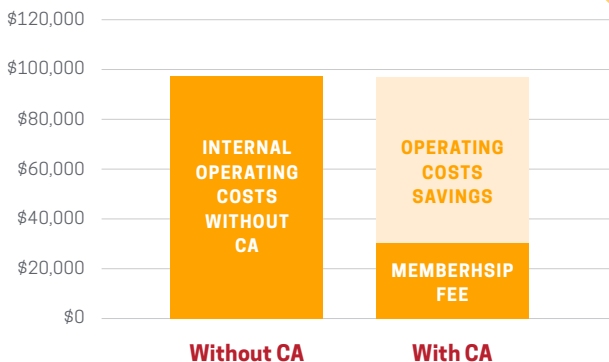 $120,000
$100,000
$80,000
$60,000
$40,000
$20,000
$0
INTERNAL
OPERATING
COSTS
WITHOUT
CA
OPERATING
COSTS
SAVINGS
MEMBERHSIP
FEE
Without CA
With CA